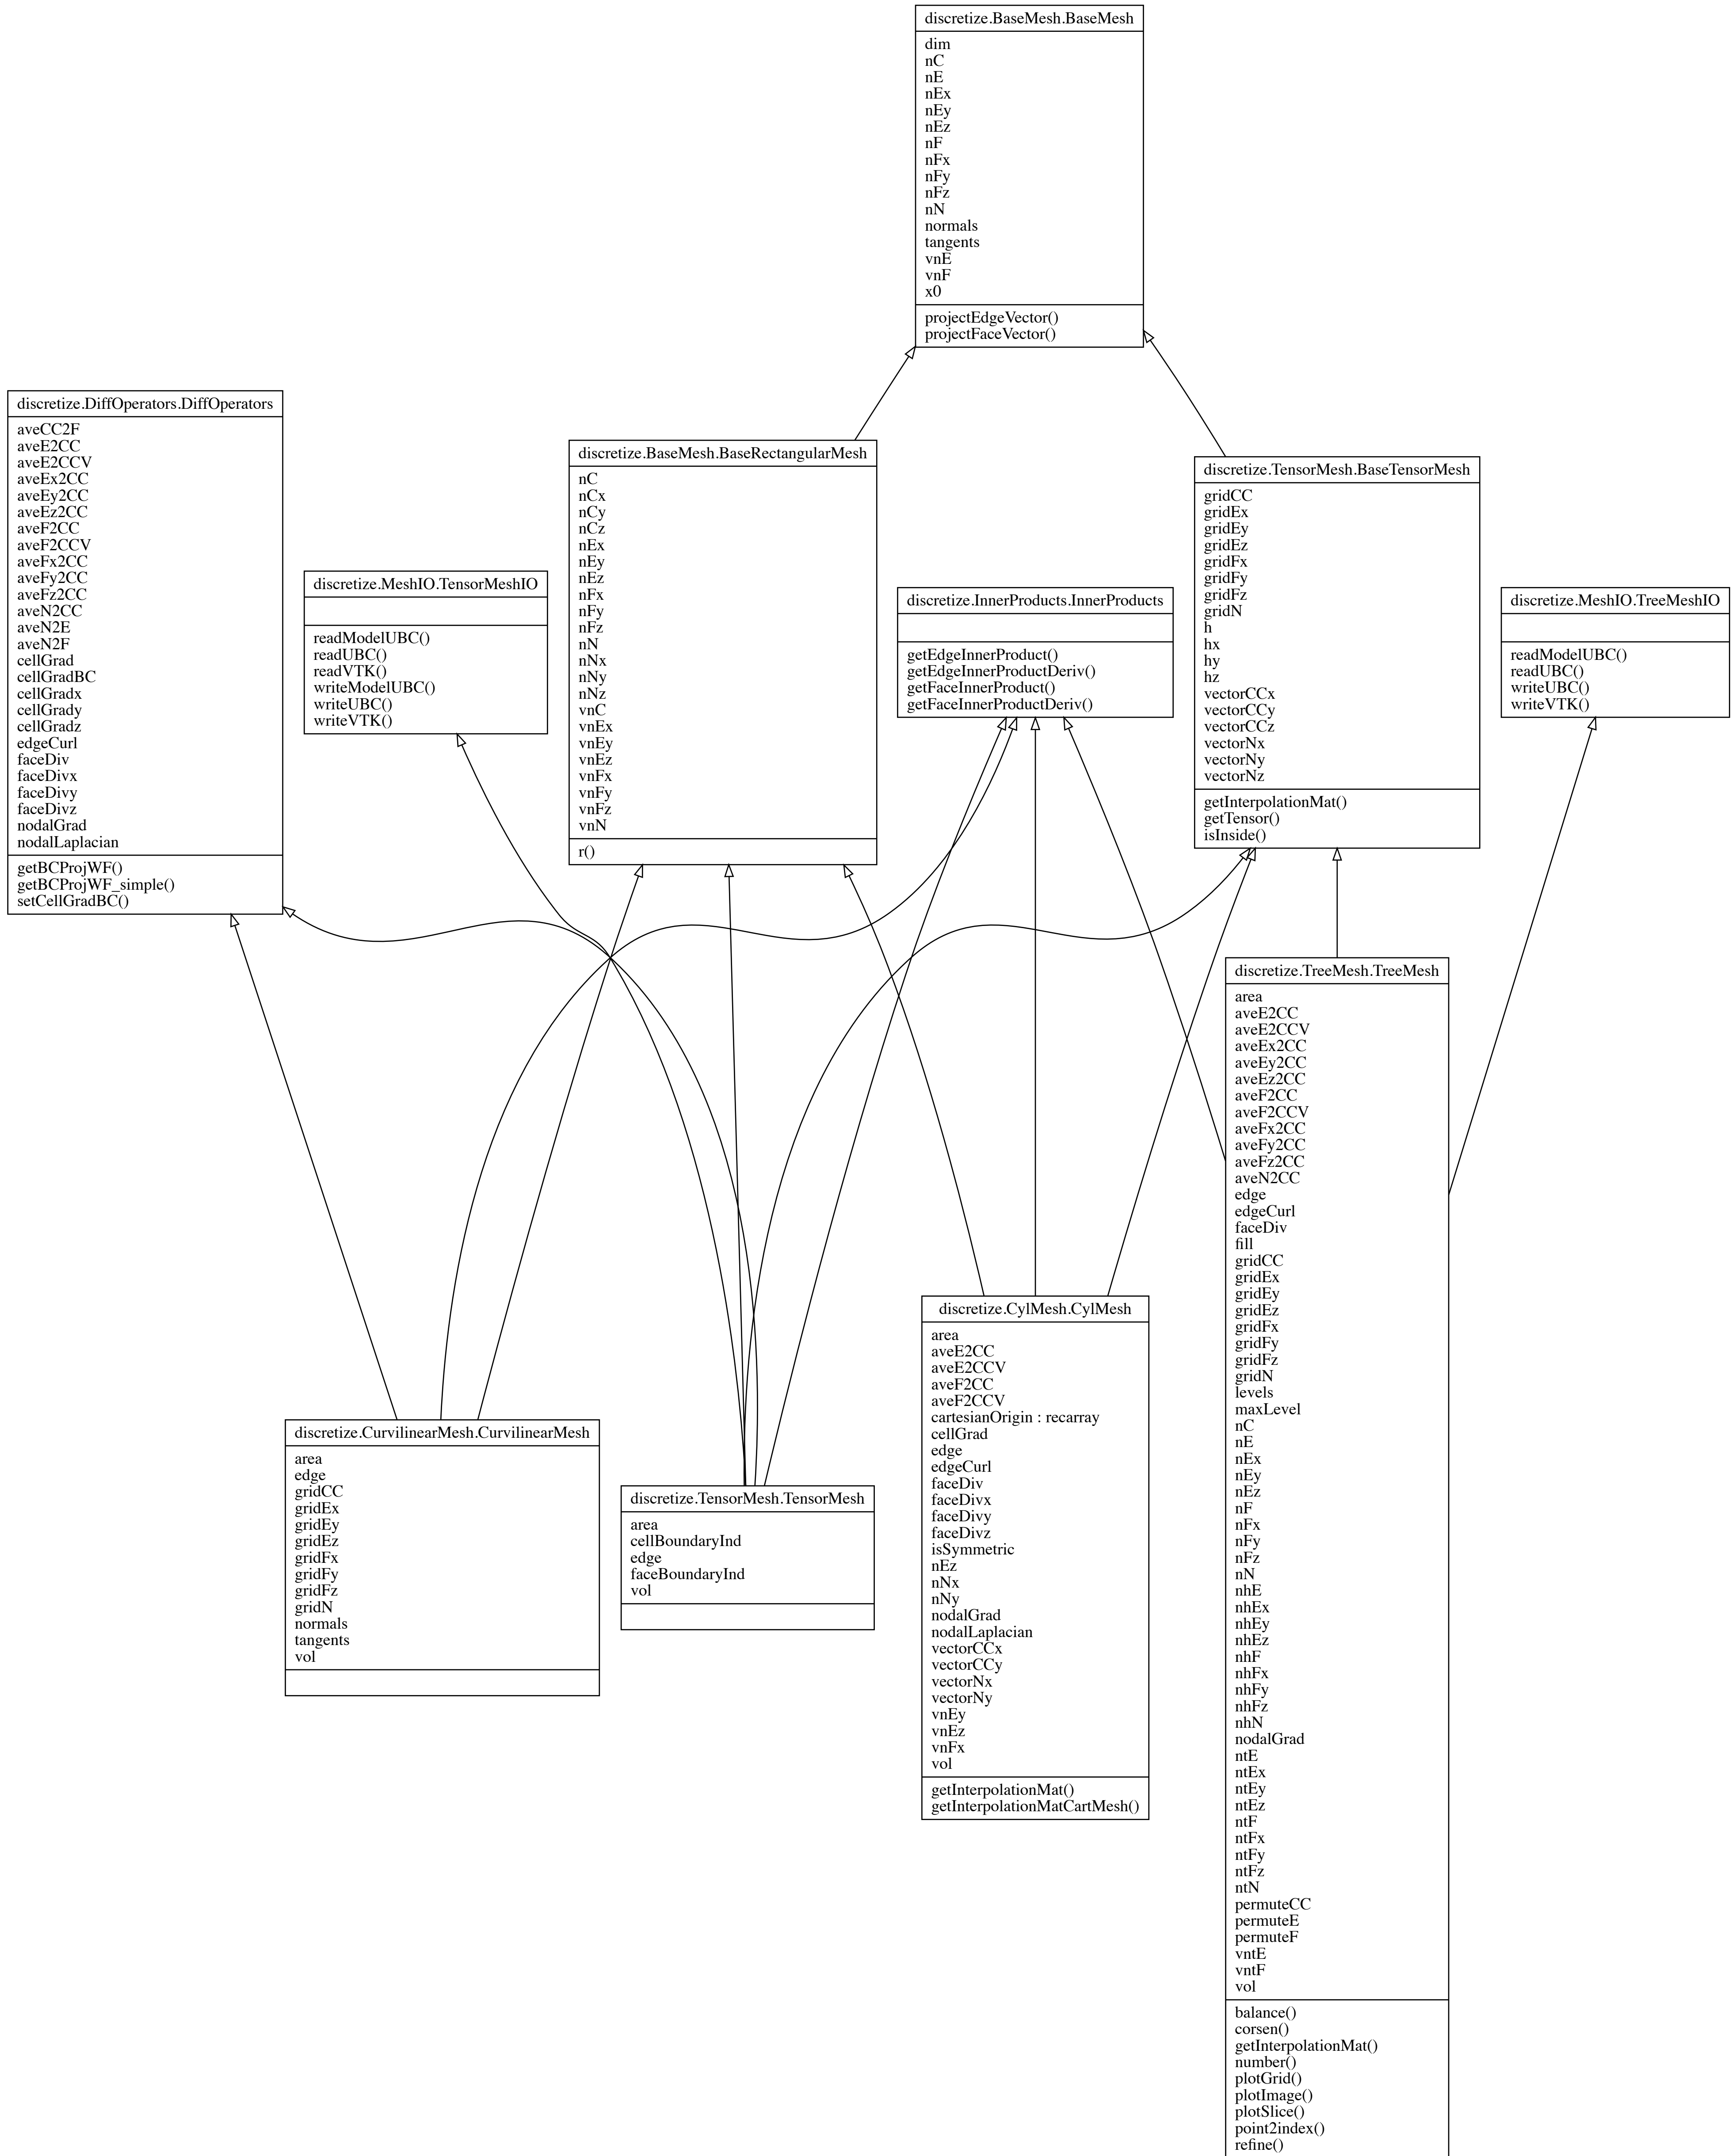 discretize.BaseMesh.BaseMesh
dim
nC
nE
nEx
nEy
nEz
nF
nFx
nFy
nFz
nN
normals
tangents
vnE
vnF
x0
projectEdgeVector()
projectFaceVector()
discretize.DiffOperators.DiffOperators
aveCC2F
aveE2CC
aveE2CCV
aveEx2CC
aveEy2CC
aveEz2CC
aveF2CC
aveF2CCV
aveFx2CC
aveFy2CC
aveFz2CC
aveN2CC
aveN2E
aveN2F
cellGrad
cellGradBC
cellGradx
cellGrady
cellGradz
edgeCurl
faceDiv
faceDivx
faceDivy
faceDivz
nodalGrad
nodalLaplacian
getBCProjWF()
getBCProjWF_simple()
setCellGradBC()
discretize.MeshIO.TensorMeshIO
readModelUBC()
readUBC()
readVTK()
writeModelUBC()
writeUBC()
writeVTK()
discretize.BaseMesh.BaseRectangularMesh
nC
nCx
nCy
nCz
nEx
nEy
nEz
nFx
nFy
nFz
nN
nNx
nNy
nNz
vnC
vnEx
vnEy
vnEz
vnFx
vnFy
vnFz
vnN
r()
discretize.InnerProducts.InnerProducts
getEdgeInnerProduct()
getEdgeInnerProductDeriv()
getFaceInnerProduct()
getFaceInnerProductDeriv()
discretize.TensorMesh.BaseTensorMesh
gridCC
gridEx
gridEy
gridEz
gridFx
gridFy
gridFz
gridN
h
hx
hy
hz
vectorCCx
vectorCCy
vectorCCz
vectorNx
vectorNy
vectorNz
getInterpolationMat()
getTensor()
isInside()
discretize.MeshIO.TreeMeshIO
readModelUBC()
readUBC()
writeUBC()
writeVTK()
discretize.CurvilinearMesh.CurvilinearMesh
area
edge
gridCC
gridEx
gridEy
gridEz
gridFx
gridFy
gridFz
gridN
normals
tangents
vol
discretize.TensorMesh.TensorMesh
area
cellBoundaryInd
edge
faceBoundaryInd
vol
discretize.CylMesh.CylMesh
area
aveE2CC
aveE2CCV
aveF2CC
aveF2CCV
cartesianOrigin : recarray
cellGrad
edge
edgeCurl
faceDiv
faceDivx
faceDivy
faceDivz
isSymmetric
nEz
nNx
nNy
nodalGrad
nodalLaplacian
vectorCCx
vectorCCy
vectorNx
vectorNy
vnEy
vnEz
vnFx
vol
getInterpolationMat()
getInterpolationMatCartMesh()
discretize.TreeMesh.TreeMesh
area
aveE2CC
aveE2CCV
aveEx2CC
aveEy2CC
aveEz2CC
aveF2CC
aveF2CCV
aveFx2CC
aveFy2CC
aveFz2CC
aveN2CC
edge
edgeCurl
faceDiv
fill
gridCC
gridEx
gridEy
gridEz
gridFx
gridFy
gridFz
gridN
levels
maxLevel
nC
nE
nEx
nEy
nEz
nF
nFx
nFy
nFz
nN
nhE
nhEx
nhEy
nhEz
nhF
nhFx
nhFy
nhFz
nhN
nodalGrad
ntE
ntEx
ntEy
ntEz
ntF
ntFx
ntFy
ntFz
ntN
permuteCC
permuteE
permuteF
vntE
vntF
vol
balance()
corsen()
getInterpolationMat()
number()
plotGrid()
plotImage()
plotSlice()
point2index()
refine()